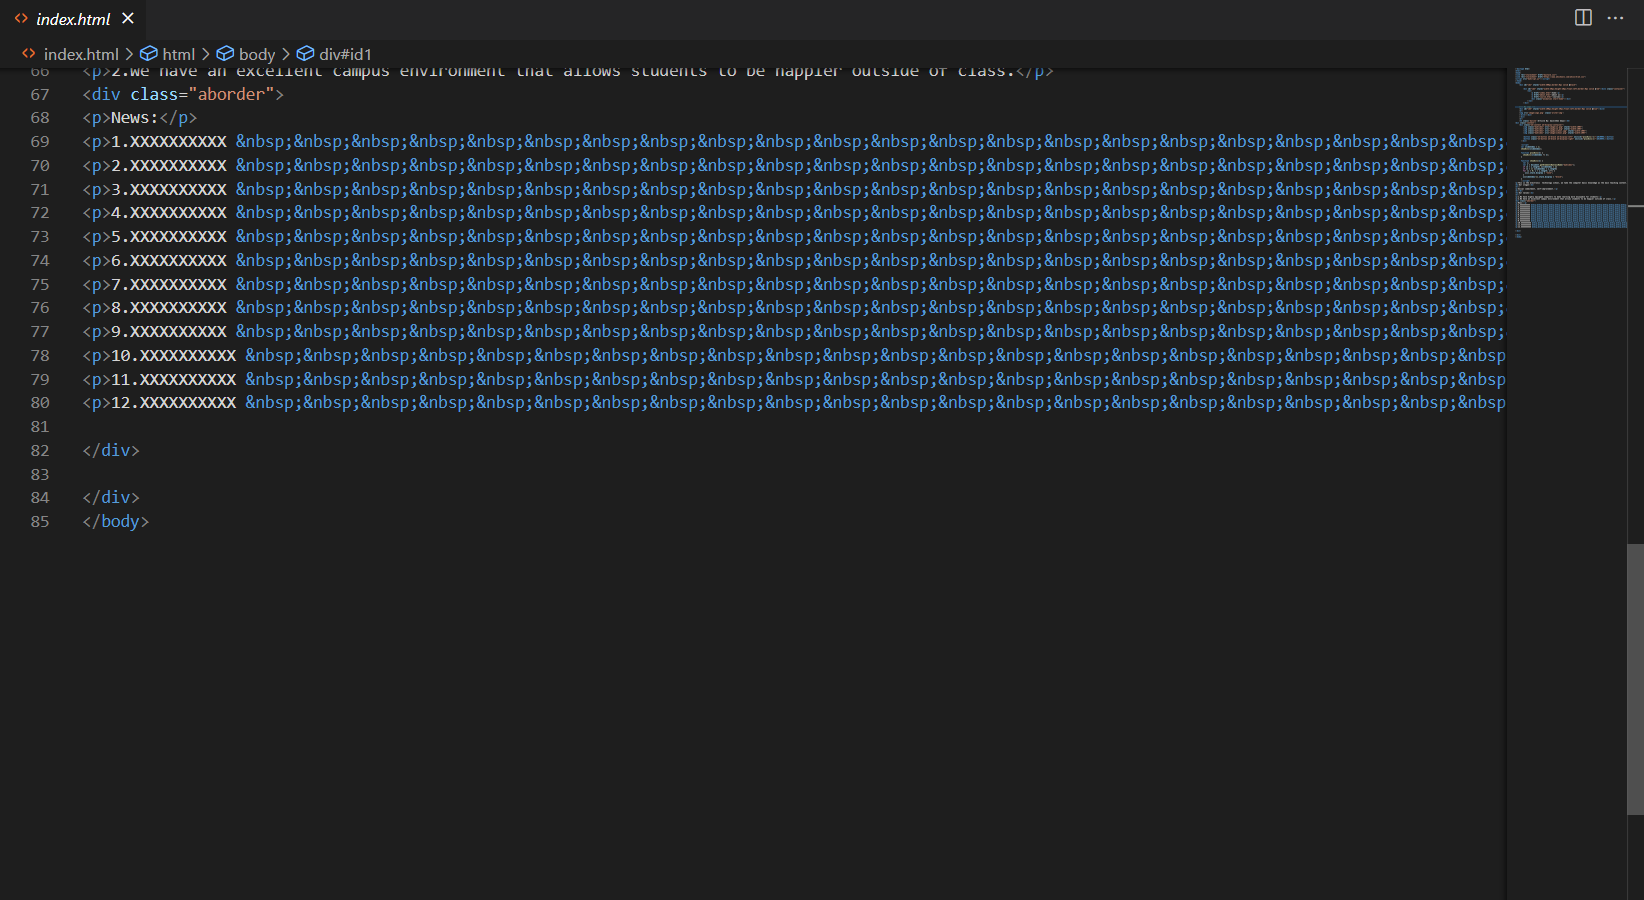 index.html
index.html > html > body > div#id1
66 <p>2.We have an excellent campus environment that allows students to be happier outside of class.</p>
67 <div class="aborder">
68 <p>News:</p>
69 <p>1.XXXXXXXXXX &nbsp;&nbsp;&nbsp;&nbsp;&nbsp;&nbsp;&nbsp;&nbsp;&nbsp;&nbsp;&nbsp;&nbsp;&nbsp;&nbsp;&nbsp;&nbsp;&nbsp;&nbsp;&nbsp;&nbsp;&nbsp;&nbsp;
70 <p>2.XXXXXXXXXX &nbsp;&nbsp;&nbsp;&nbsp;&nbsp;&nbsp;&nbsp;&nbsp;&nbsp;&nbsp;&nbsp;&nbsp;&nbsp;&nbsp;&nbsp;&nbsp;&nbsp;&nbsp;&nbsp;&nbsp;&nbsp;&nbsp;
71 <p>3.XXXXXXXXXX &nbsp;&nbsp;&nbsp;&nbsp;&nbsp;&nbsp;&nbsp;&nbsp;&nbsp;&nbsp;&nbsp;&nbsp;&nbsp;&nbsp;&nbsp;&nbsp;&nbsp;&nbsp;&nbsp;&nbsp;&nbsp;&nbsp;
72 <p>4.XXXXXXXXXX &nbsp;&nbsp;&nbsp;&nbsp;&nbsp;&nbsp;&nbsp;&nbsp;&nbsp;&nbsp;&nbsp;&nbsp;&nbsp;&nbsp;&nbsp;&nbsp;&nbsp;&nbsp;&nbsp;&nbsp;&nbsp;&nbsp;
73 <p>5.XXXXXXXXXX &nbsp;&nbsp;&nbsp;&nbsp;&nbsp;&nbsp;&nbsp;&nbsp;&nbsp;&nbsp;&nbsp;&nbsp;&nbsp;&nbsp;&nbsp;&nbsp;&nbsp;&nbsp;&nbsp;&nbsp;&nbsp;&nbsp;
74 <p>6.XXXXXXXXXX &nbsp;&nbsp;&nbsp;&nbsp;&nbsp;&nbsp;&nbsp;&nbsp;&nbsp;&nbsp;&nbsp;&nbsp;&nbsp;&nbsp;&nbsp;&nbsp;&nbsp;&nbsp;&nbsp;&nbsp;&nbsp;&nbsp;
75 <p>7.XXXXXXXXXX &nbsp;&nbsp;&nbsp;&nbsp;&nbsp;&nbsp;&nbsp;&nbsp;&nbsp;&nbsp;&nbsp;&nbsp;&nbsp;&nbsp;&nbsp;&nbsp;&nbsp;&nbsp;&nbsp;&nbsp;&nbsp;&nbsp;
76 <p>8.XXXXXXXXXX &nbsp;&nbsp;&nbsp;&nbsp;&nbsp;&nbsp;&nbsp;&nbsp;&nbsp;&nbsp;&nbsp;&nbsp;&nbsp;&nbsp;&nbsp;&nbsp;&nbsp;&nbsp;&nbsp;&nbsp;&nbsp;&nbsp;
77 <p>9.XXXXXXXXXX &nbsp;&nbsp;&nbsp;&nbsp;&nbsp;&nbsp;&nbsp;&nbsp;&nbsp;&nbsp;&nbsp;&nbsp;&nbsp;&nbsp;&nbsp;&nbsp;&nbsp;&nbsp;&nbsp;&nbsp;&nbsp;&nbsp;
78 <p>10.XXXXXXXXXX &nbsp;&nbsp;&nbsp;&nbsp;&nbsp;&nbsp;&nbsp;&nbsp;&nbsp;&nbsp;&nbsp;&nbsp;&nbsp;&nbsp;&nbsp;&nbsp;&nbsp;&nbsp;&nbsp;&nbsp;&nbsp;&nbsp
79 <p>11.XXXXXXXXXX &nbsp;&nbsp;&nbsp;&nbsp;&nbsp;&nbsp;&nbsp;&nbsp;&nbsp;&nbsp;&nbsp;&nbsp;&nbsp;&nbsp;&nbsp;&nbsp;&nbsp;&nbsp;&nbsp;&nbsp;&nbsp;&nbsp
80 <p>12.XXXXXXXXXX &nbsp;&nbsp;&nbsp;&nbsp;&nbsp;&nbsp;&nbsp;&nbsp;&nbsp;&nbsp;&nbsp;&nbsp;&nbsp;&nbsp;&nbsp;&nbsp;&nbsp;&nbsp;&nbsp;&nbsp;&nbsp;&nbsp
81
82 </div>
83
84 </div>
85 </body>